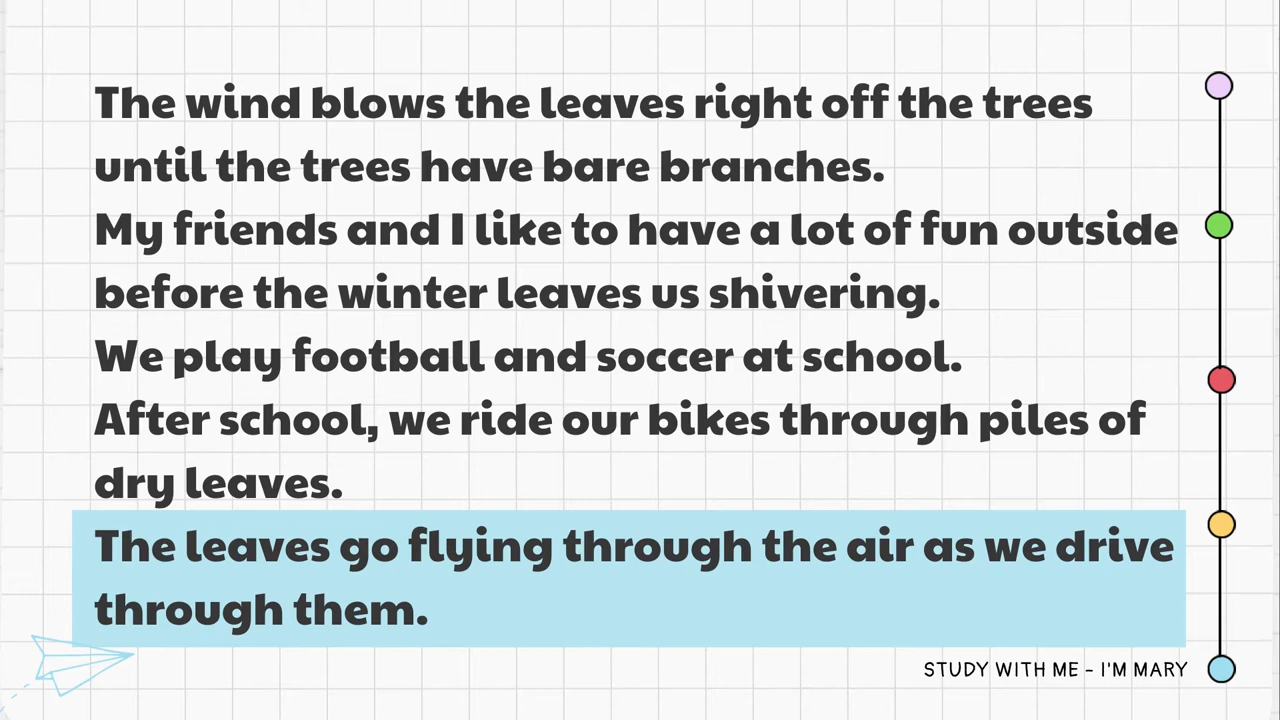 The wind blows the leaves right off the trees
until the trees have bare branches.
My friends and I like to have a lot of fun outside
before the winter leaves us shivering.
We play football and soccer at school.
After school, we ride our bikes through piles of
dry leaves.
The leaves go flying through the air as we drive
through them.
STUDY WITH ME - I'M MARY